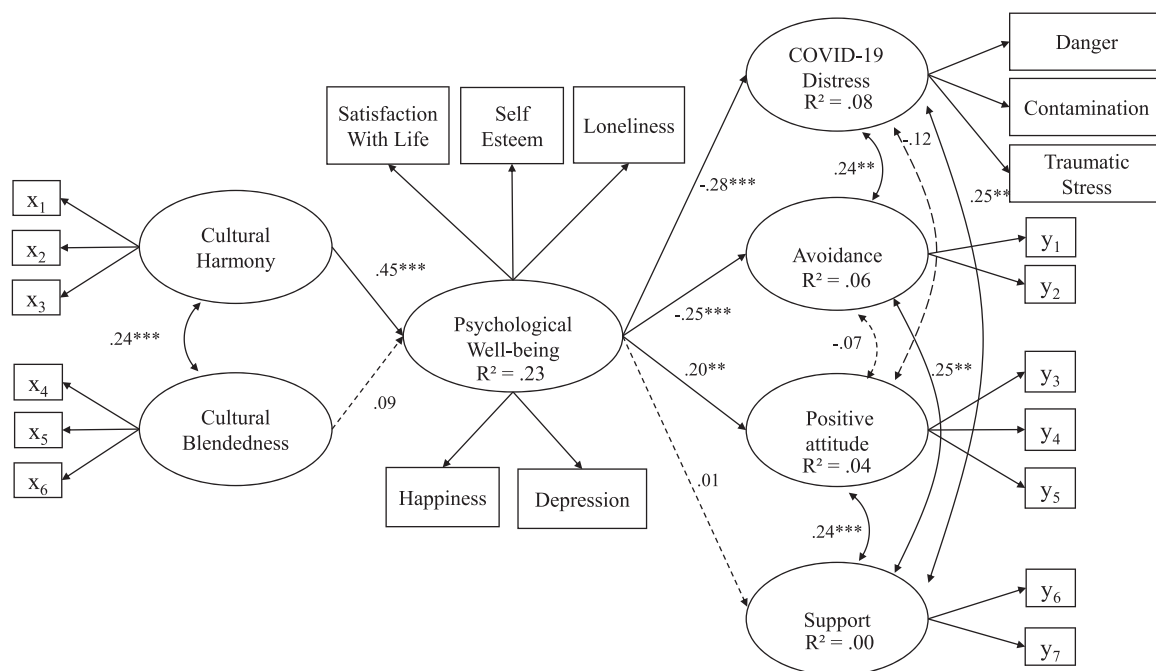 x₁
x₂
x₃
x₄
x₅
x₆
Cultural
Harmony
.24***
Cultural
Blendedness
.45***
.09
Satisfaction
With Life
Self
Esteem
Loneliness
Psychological
Well-being
R² = .23
Happiness
Depression
-.28***
-.25***
.20**
.01
COVID-19
Distress
R² = .08
.24**
-.12
.25**
Avoidance
R² = .06
-.07
.25**
Positive
attitude
R² = .04
.24***
Support
R² = .00
Danger
Contamination
Traumatic
Stress
y₁
y₂
y₃
y₄
y₅
y₆
y₇